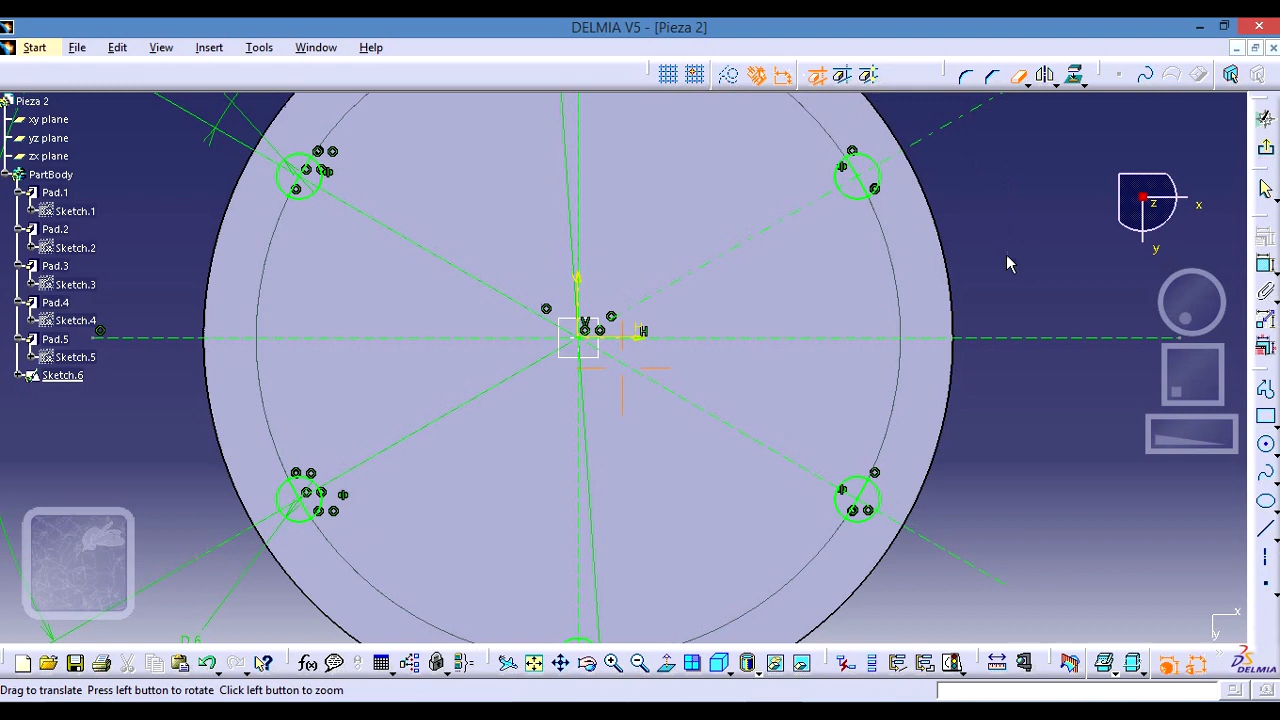 DELMIA V5 - [Pieza 2]
Start File Edit View Insert Tools Window Help
Pieza 2
xy plane
yz plane
zx plane
PartBody
Pad.1
Sketch.1
Pad.2
Sketch.2
Pad.3
Sketch.3
Pad.4
Sketch.4
Pad.5
Sketch.5
Sketch.6
z
x
y
V
H
D 6
x
y
f(x)
DELMIA
Drag to translate Press left button to rotate Click left button to zoom